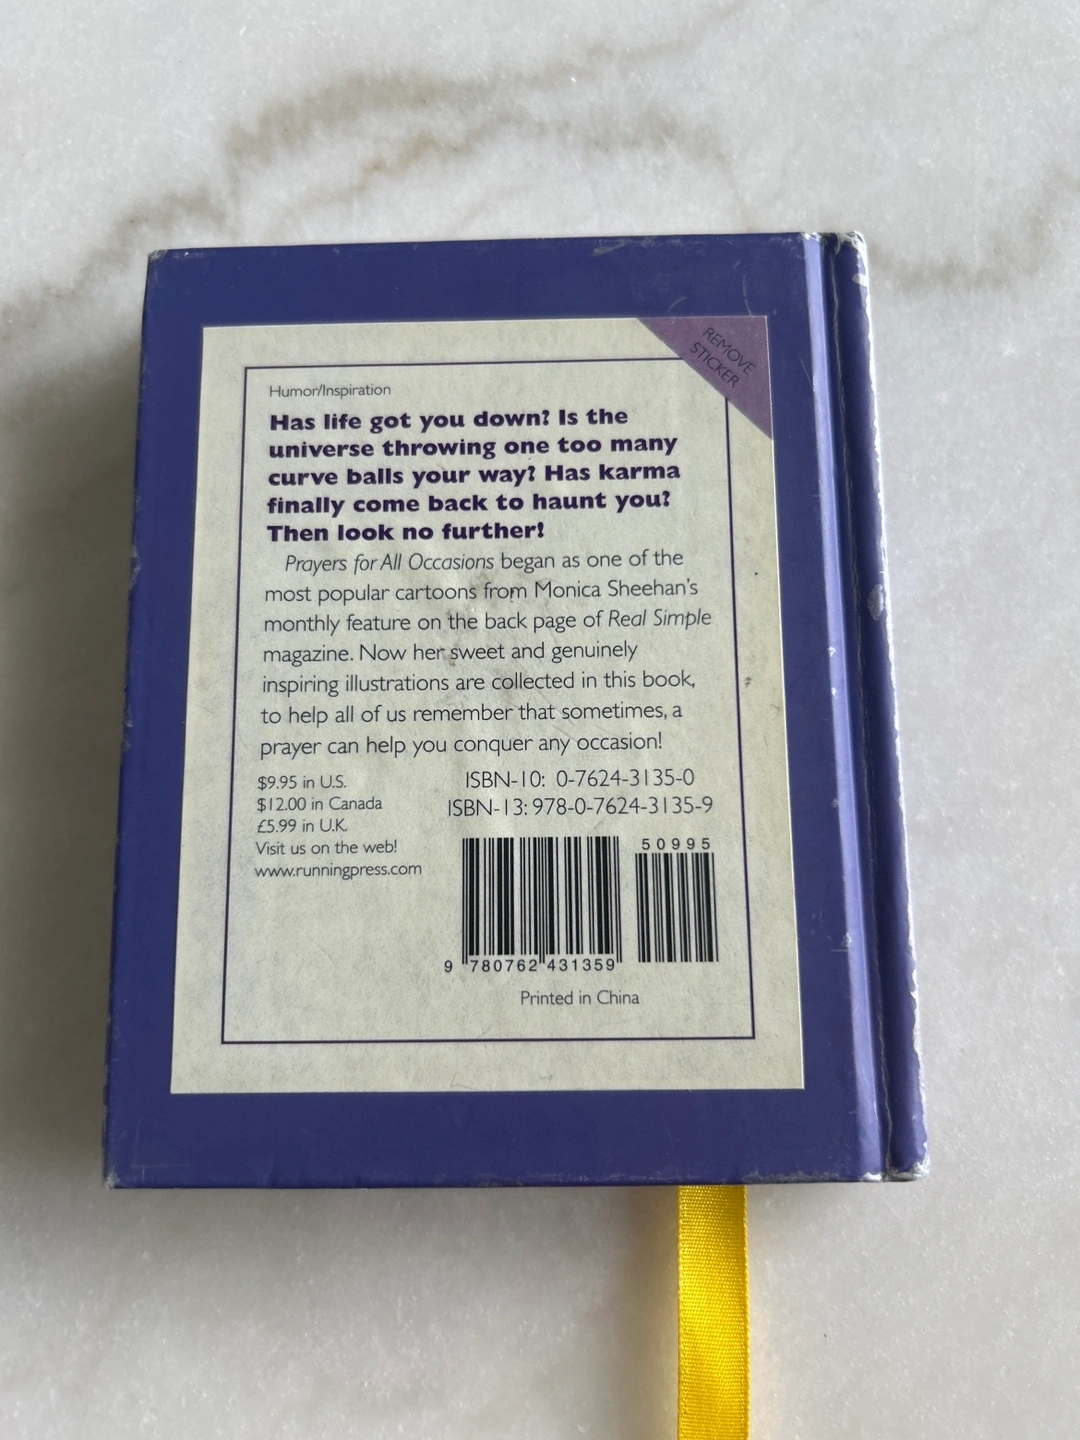 REMOVE
STICKER
Humor/Inspiration
Has life got you down? Is the
universe throwing one too many
curve balls your way? Has karma
finally come back to haunt you?
Then look no further!
Prayers for All Occasions began as one of the
most popular cartoons from Monica Sheehan's
monthly feature on the back page of Real Simple
magazine. Now her sweet and genuinely
inspiring illustrations are collected in this book,
to help all of us remember that sometimes, a
prayer can help you conquer any occasion!
$9.95 in U.S.
$12.00 in Canada
£5.99 in U.K.
Visit us on the web!
www.runningpress.com
ISBN-10: 0-7624-3135-0
ISBN-13: 978-0-7624-3135-9
50995
9 780762 431359
Printed in China